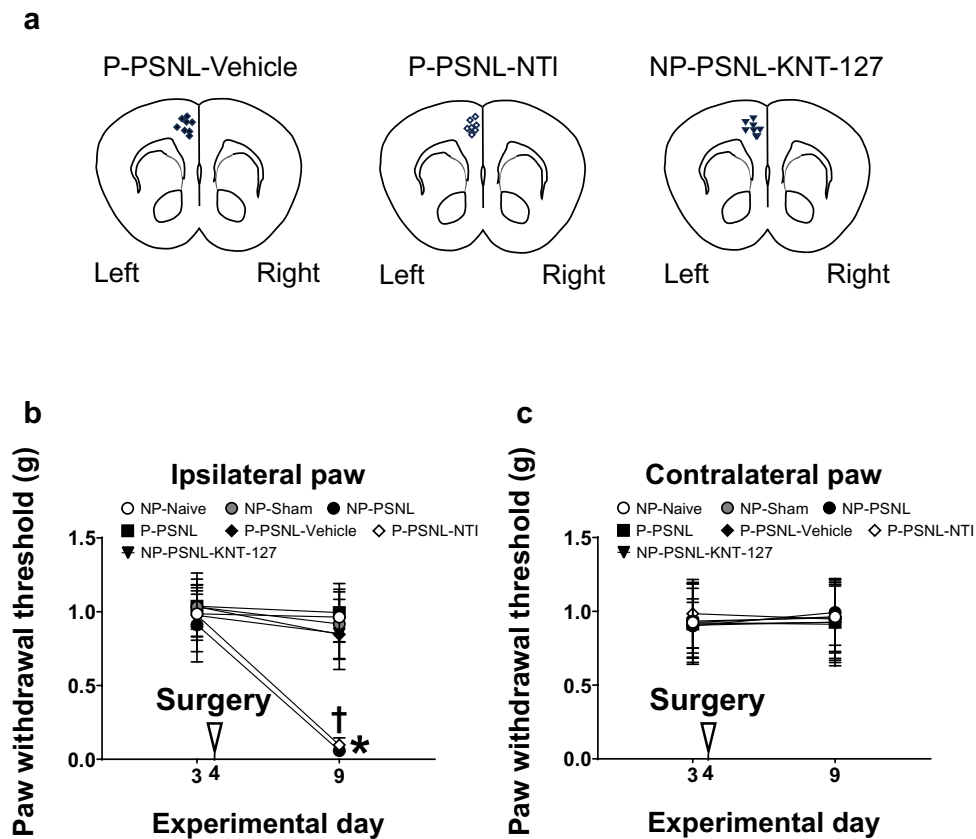 a
P-PSNL-Vehicle P-PSNL-NTI NP-PSNL-KNT-127
Left Right Left Right Left Right
b
Paw withdrawal threshold (g)
Ipsilateral paw
NP-Naive NP-Sham NP-PSNL
P-PSNL P-PSNL-Vehicle P-PSNL-NTI
NP-PSNL-KNT-127
1.5
1.0
0.5
0.0
Surgery
†
*
3 4 9
Experimental day
c
Paw withdrawal threshold (g)
Contralateral paw
NP-Naive NP-Sham NP-PSNL
P-PSNL P-PSNL-Vehicle P-PSNL-NTI
NP-PSNL-KNT-127
1.5
1.0
0.5
0.0
Surgery
3 4 9
Experimental day